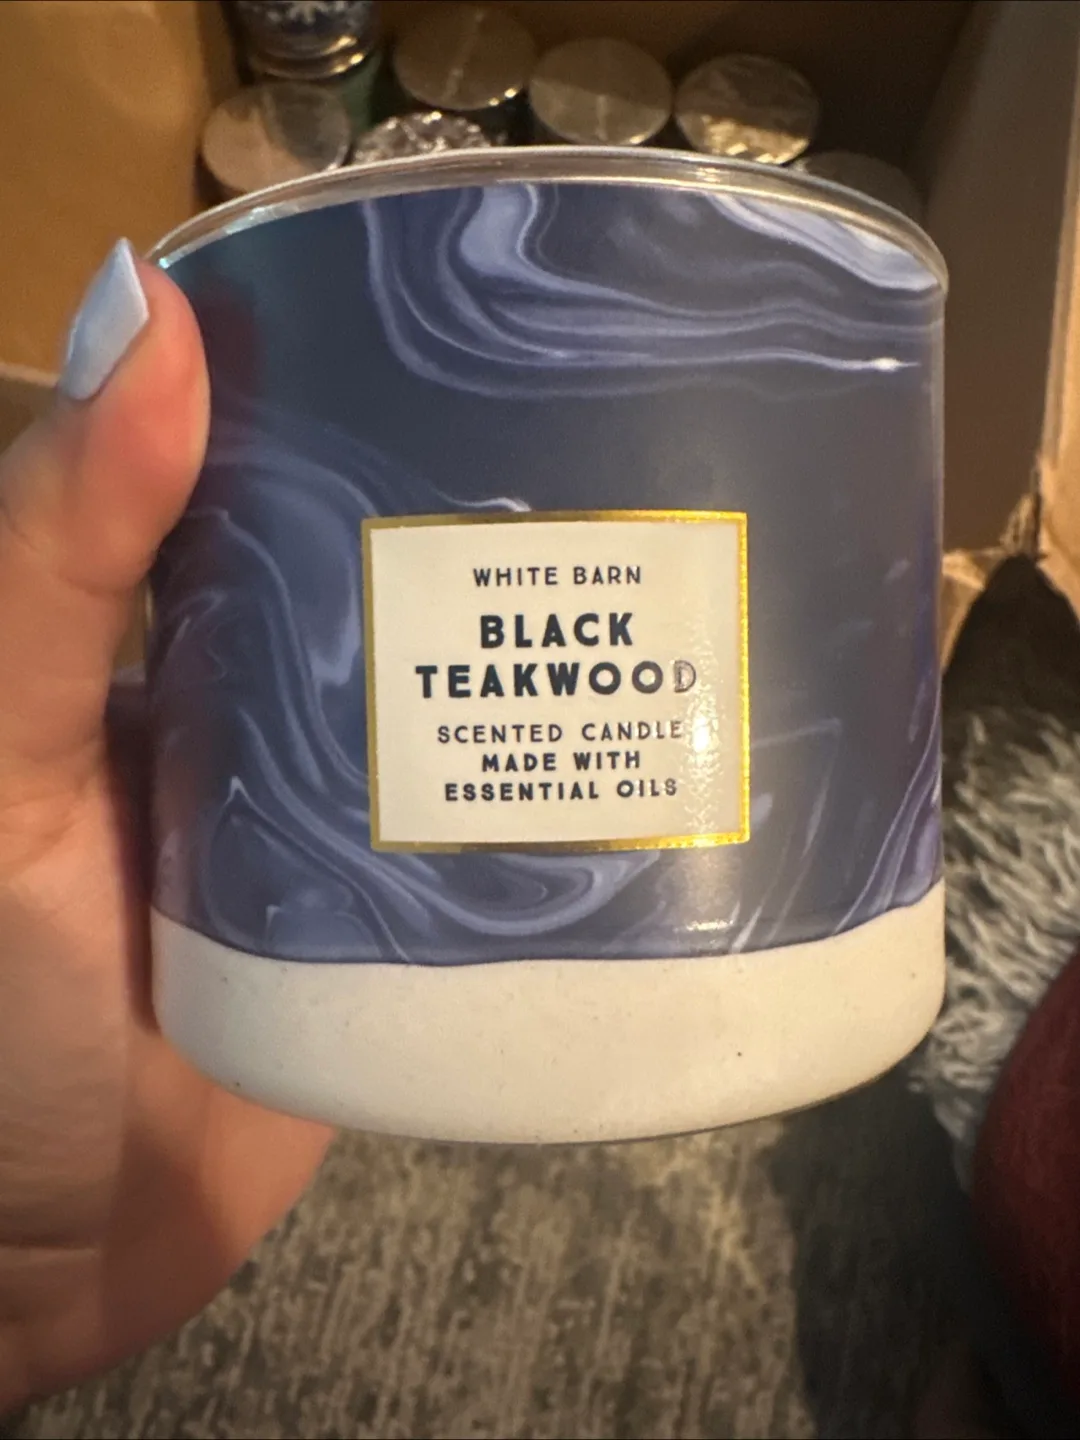 WHITE BARN
BLACK
TEAKWOOD
SCENTED CANDLE
MADE WITH
ESSENTIAL OILS